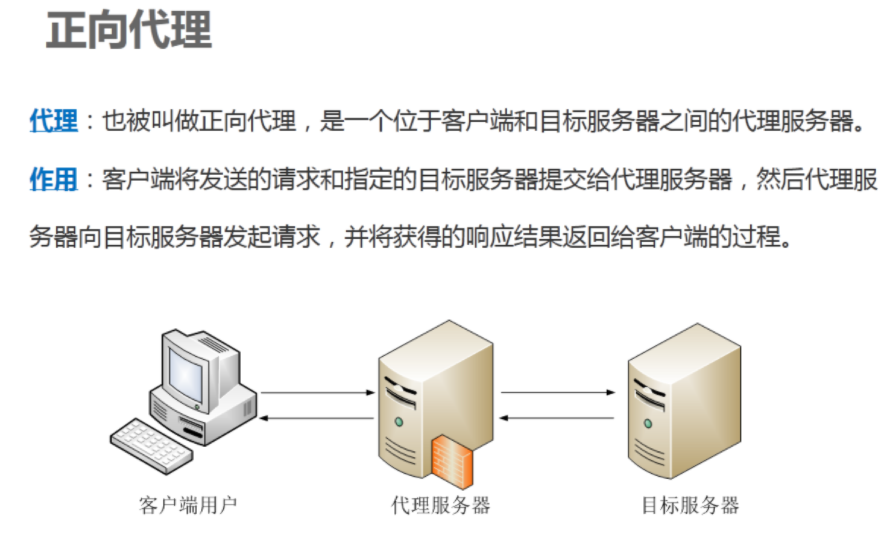 正向代理
代理：也被叫做正向代理，是一个位于客户端和目标服务器之间的代理服务器。
作用：客户端将发送的请求和指定的目标服务器提交给代理服务器，然后代理服
务器向目标服务器发起请求，并将获得的响应结果返回给客户端的过程。
客户端用户
代理服务器
目标服务器